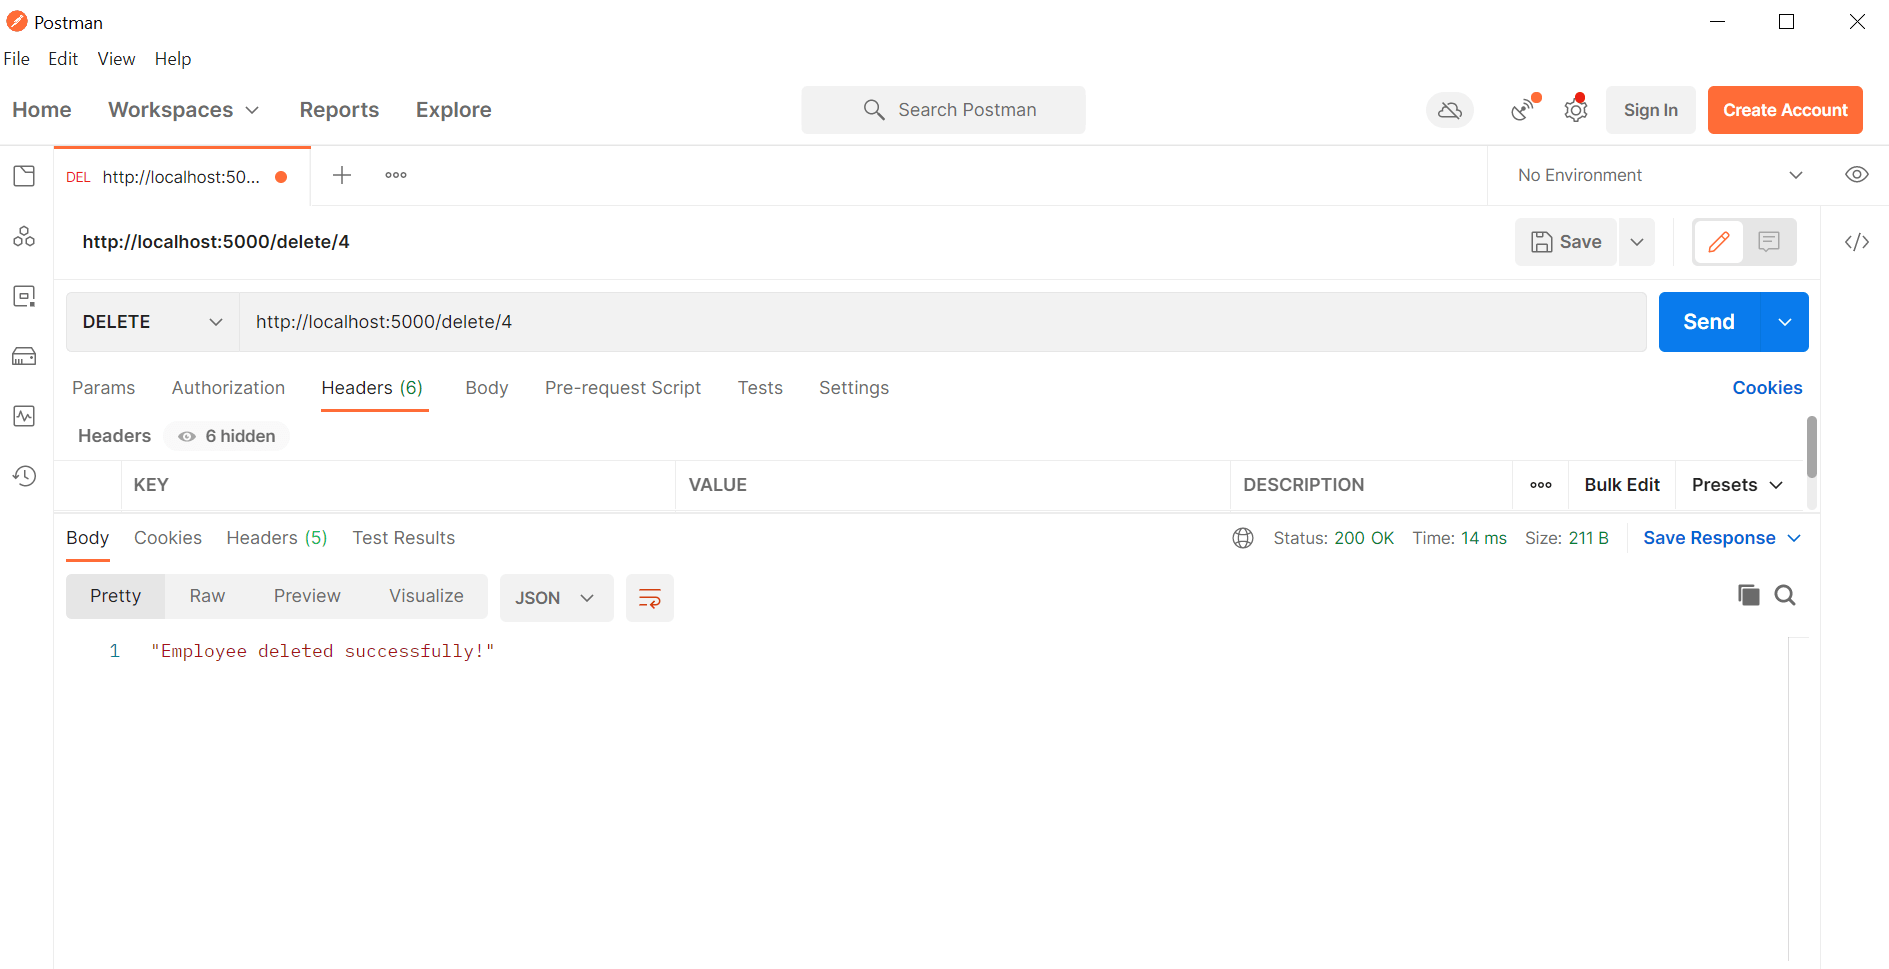 Postman
File Edit View Help
Home Workspaces Reports Explore Search Postman Sign In Create Account
DEL http://localhost:50... No Environment
http://localhost:5000/delete/4 Save
DELETE http://localhost:5000/delete/4 Send
Params Authorization Headers (6) Body Pre-request Script Tests Settings Cookies
Headers 6 hidden
KEY VALUE DESCRIPTION Bulk Edit Presets
Body Cookies Headers (5) Test Results Status: 200 OK Time: 14 ms Size: 211 B Save Response
Pretty Raw Preview Visualize JSON
1 "Employee deleted successfully!"